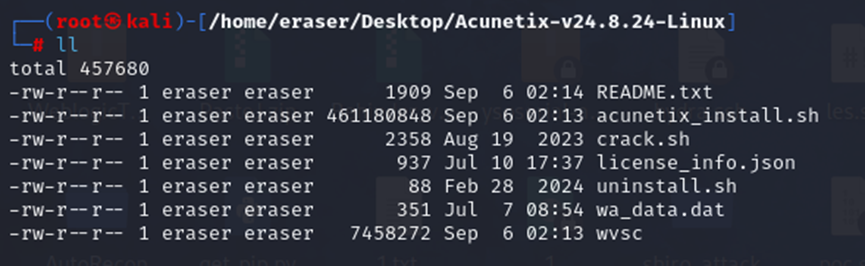 ┌──(root㉿kali)-[/home/eraser/Desktop/Acunetix-v24.8.24-Linux]
└─# ll
total 457680
-rw-r--r-- 1 eraser eraser      1909 Sep  6 02:14 README.txt
-rw-r--r-- 1 eraser eraser 461180848 Sep  6 02:13 acunetix_install.sh
-rw-r--r-- 1 eraser eraser      2358 Aug 19  2023 crack.sh
-rw-r--r-- 1 eraser eraser       937 Jul 10 17:37 license_info.json
-rw-r--r-- 1 eraser eraser        88 Feb 28  2024 uninstall.sh
-rw-r--r-- 1 eraser eraser       351 Jul  7 08:54 wa_data.dat
-rw-r--r-- 1 eraser eraser   7458272 Sep  6 02:13 wvsc